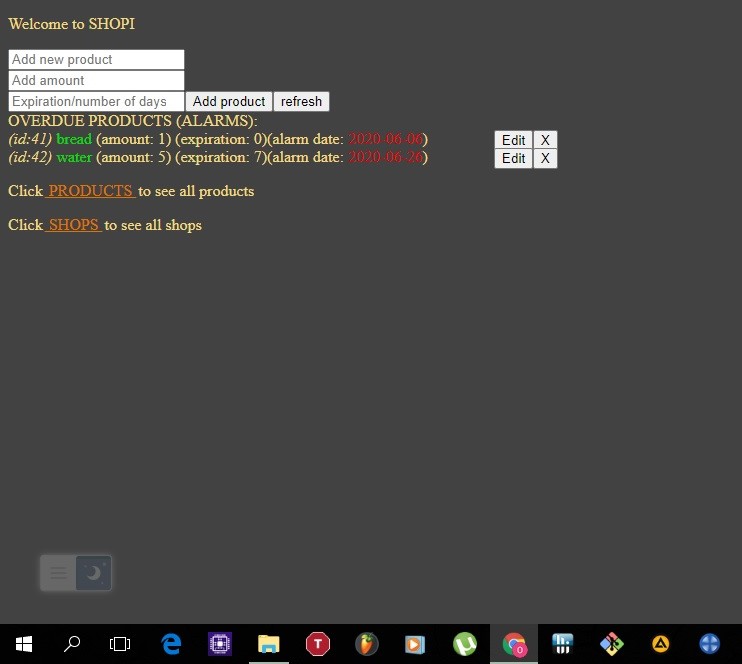 Welcome to SHOPI
Add new product
Add amount
Expiration/number of days Add product refresh
OVERDUE PRODUCTS (ALARMS):
(id:41) bread (amount: 1) (expiration: 0)(alarm date: 2020-06-06) Edit X
(id:42) water (amount: 5) (expiration: 7)(alarm date: 2020-06-26) Edit X
Click PRODUCTS to see all products
Click SHOPS to see all shops
T
0